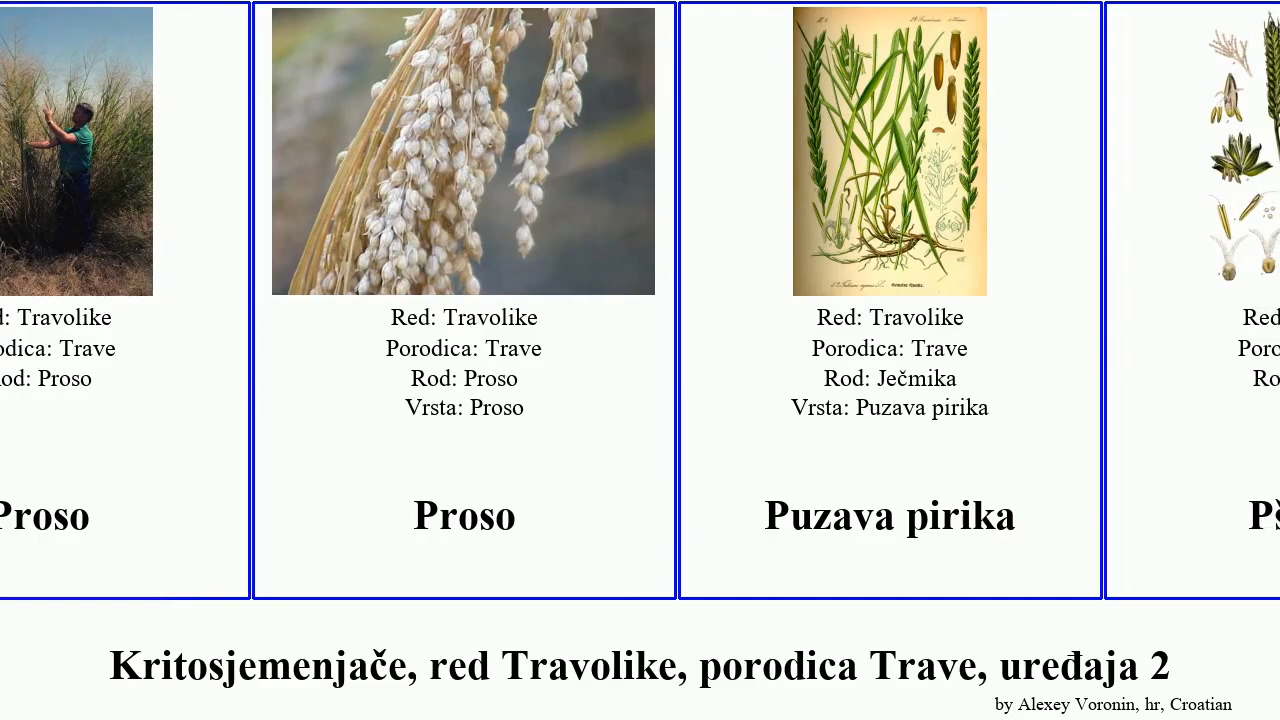 d: Travolike
odica: Trave
od: Proso
Proso
Red: Travolike
Porodica: Trave
Rod: Proso
Vrsta: Proso
Proso
Red: Travolike
Porodica: Trave
Rod: Ječmika
Vrsta: Puzava pirika
Puzava pirika
Red
Poro
Ro
Pš
Kritosjemenjače, red Travolike, porodica Trave, uređaja 2
by Alexey Voronin, hr, Croatian